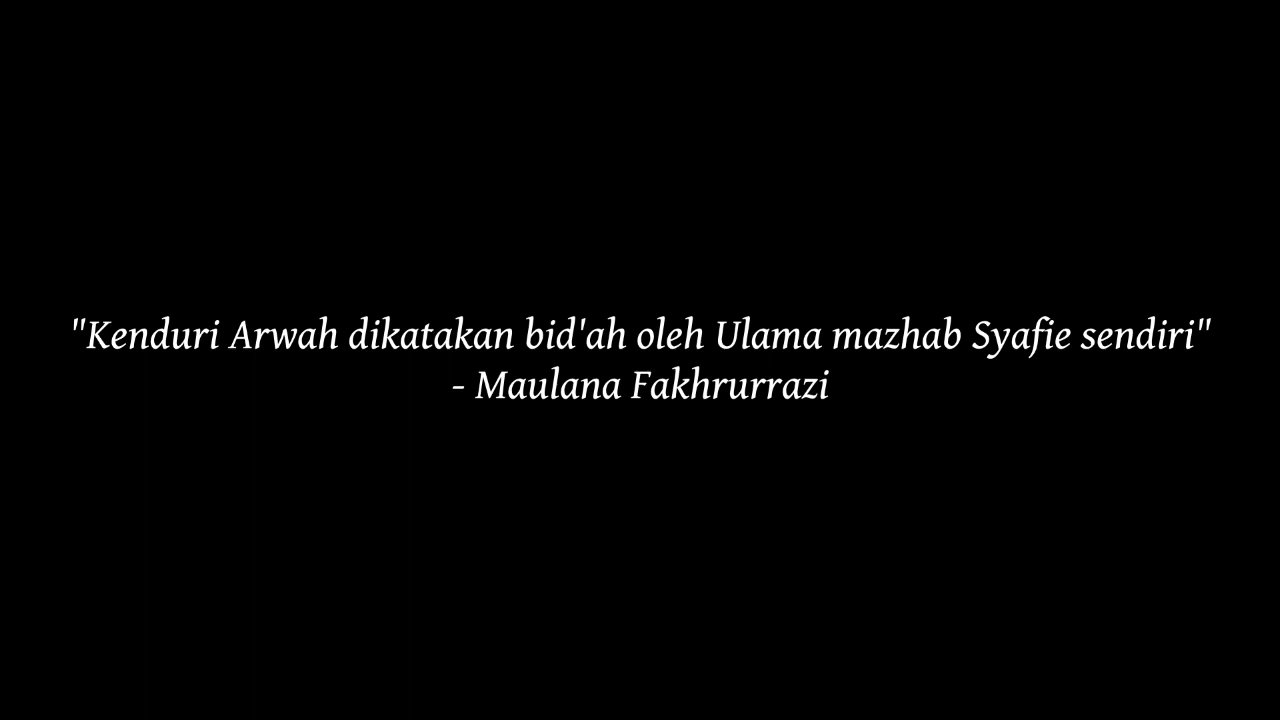 "Kenduri Arwah dikatakan bid'ah oleh Ulama mazhab Syafie sendiri"
- Maulana Fakhrurrazi